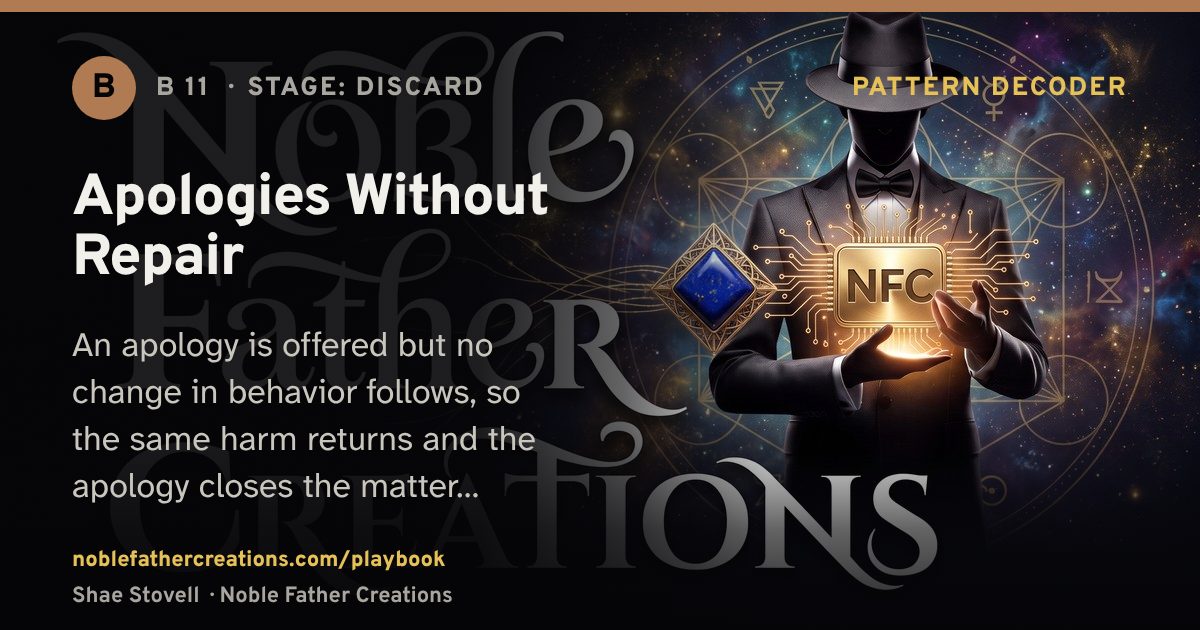 B
B 11 · STAGE: DISCARD
PATTERN DECODER
Noble
Father
Creations
Apologies Without
Repair
An apology is offered but no
change in behavior follows, so
the same harm returns and the
apology closes the matter...
NFC
noblefathercreations.com/playbook
Shae Stovell · Noble Father Creations